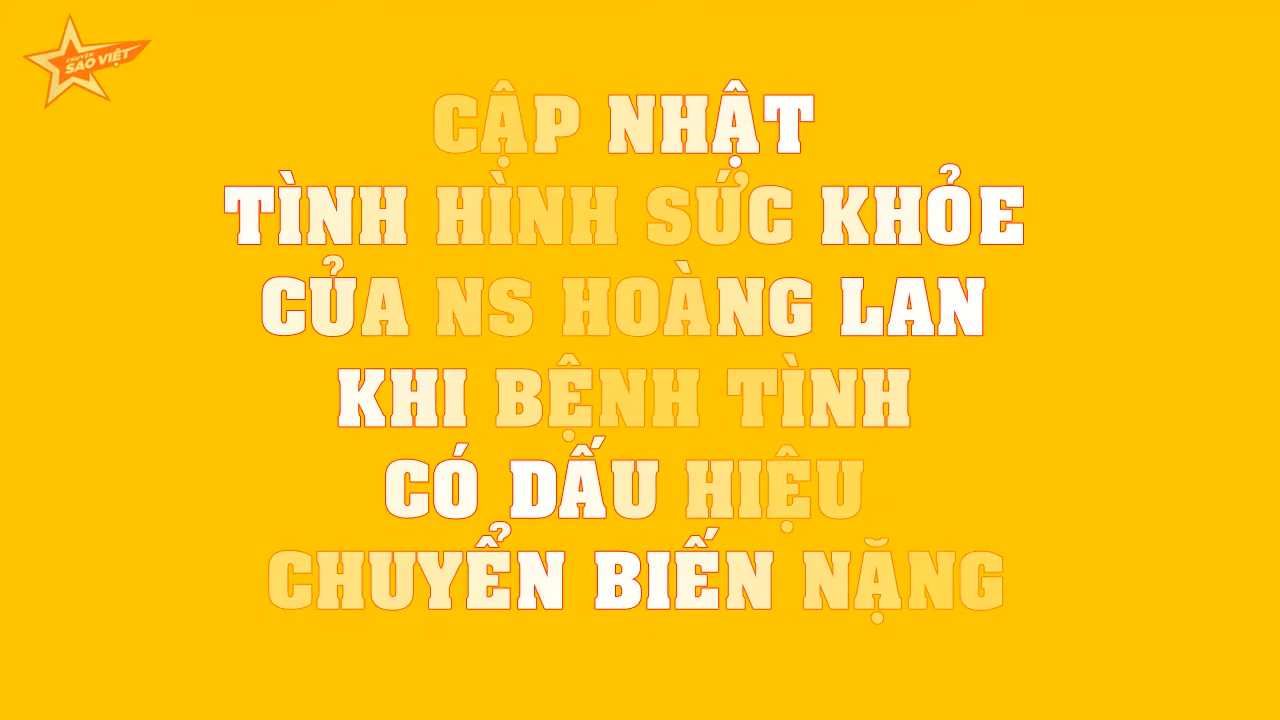 CHUYỆN
SAO VIỆT
CẬP NHẬT
TÌNH HÌNH SỨC KHỎE
CỦA NS HOÀNG LAN
KHI BỆNH TÌNH
CÓ DẤU HIỆU
CHUYỂN BIẾN NẶNG